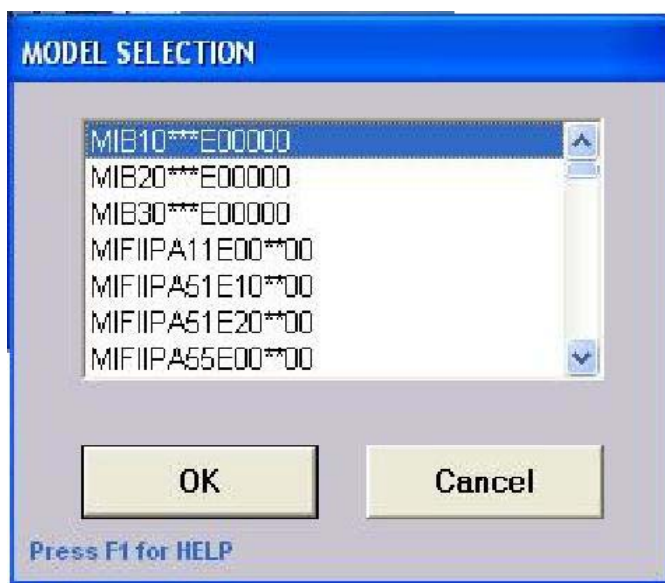 MODEL SELECTION
MIB10***E00000
MIB20***E00000
MIB30***E00000
MIFIIPA11E00**00
MIFIIPA51E10**00
MIFIIPA51E20**00
MIFIIPA55E00**00
OK
Cancel
Press F1 for HELP